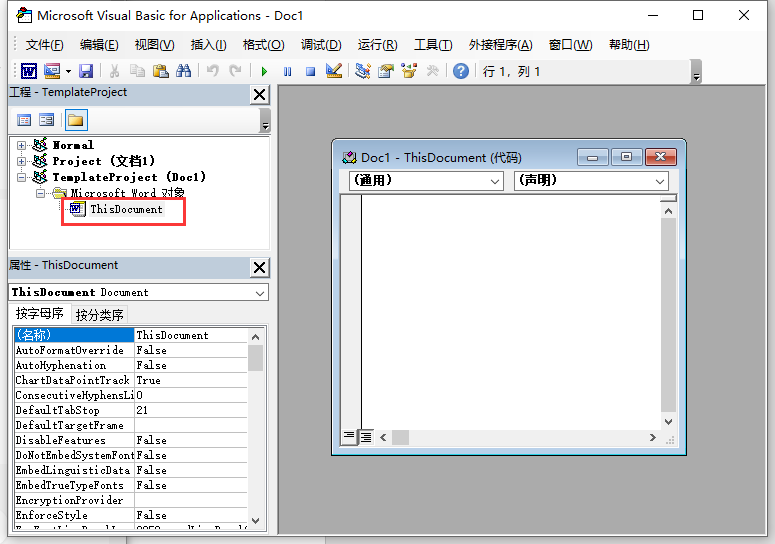 Microsoft Visual Basic for Applications - Doc1
文件(F) 编辑(E) 视图(V) 插入(I) 格式(O) 调试(D) 运行(R) 工具(T) 外接程序(A) 窗口(W) 帮助(H)
行 1, 列 1
工程 - TemplateProject
Normal
Project (文档1)
TemplateProject (Doc1)
Microsoft Word 对象
ThisDocument
属性 - ThisDocument
ThisDocument Document
按字母序 按分类序
(名称) ThisDocument
AutoFormatOverride False
AutoHyphenation False
ChartDataPointTrack True
ConsecutiveHyphensLi 0
DefaultTabStop 21
DefaultTargetFrame
DisableFeatures False
DoNotEmbedSystemFont False
EmbedLinguisticData False
EmbedTrueTypeFonts False
EncryptionProvider
EnforceStyle False
Doc1 - ThisDocument (代码)
(通用) (声明)